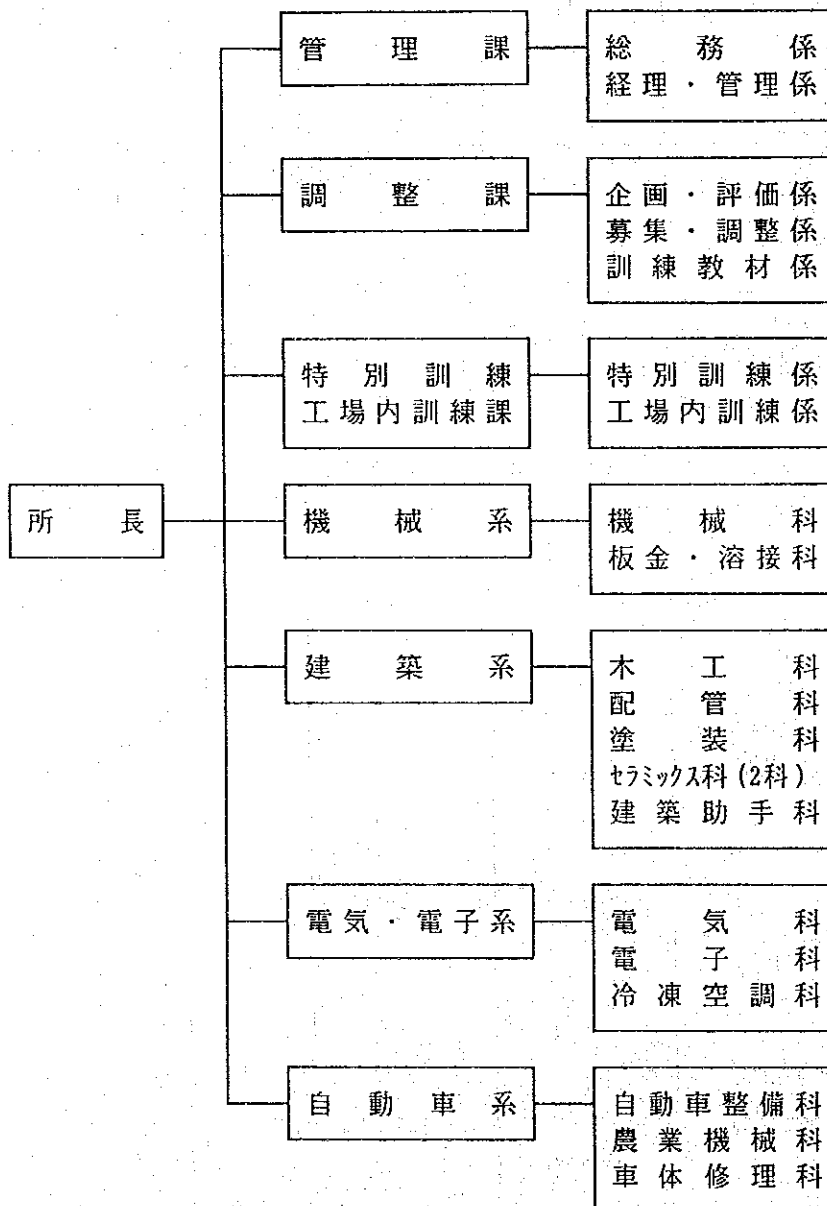 管理課
総務係
経理・管理係
調整課
企画・評価係
募集・調整係
訓練教材係
特別訓練
工場内訓練課
特別訓練係
工場内訓練係
所長
機械系
機械科
板金・溶接科
建築系
木工科
配管科
塗装科
セラミックス科(2科)
建築助手科
電気・電子系
電気科
電子科
冷凍空調科
自動車系
自動車整備科
農業機械科
車体修理科